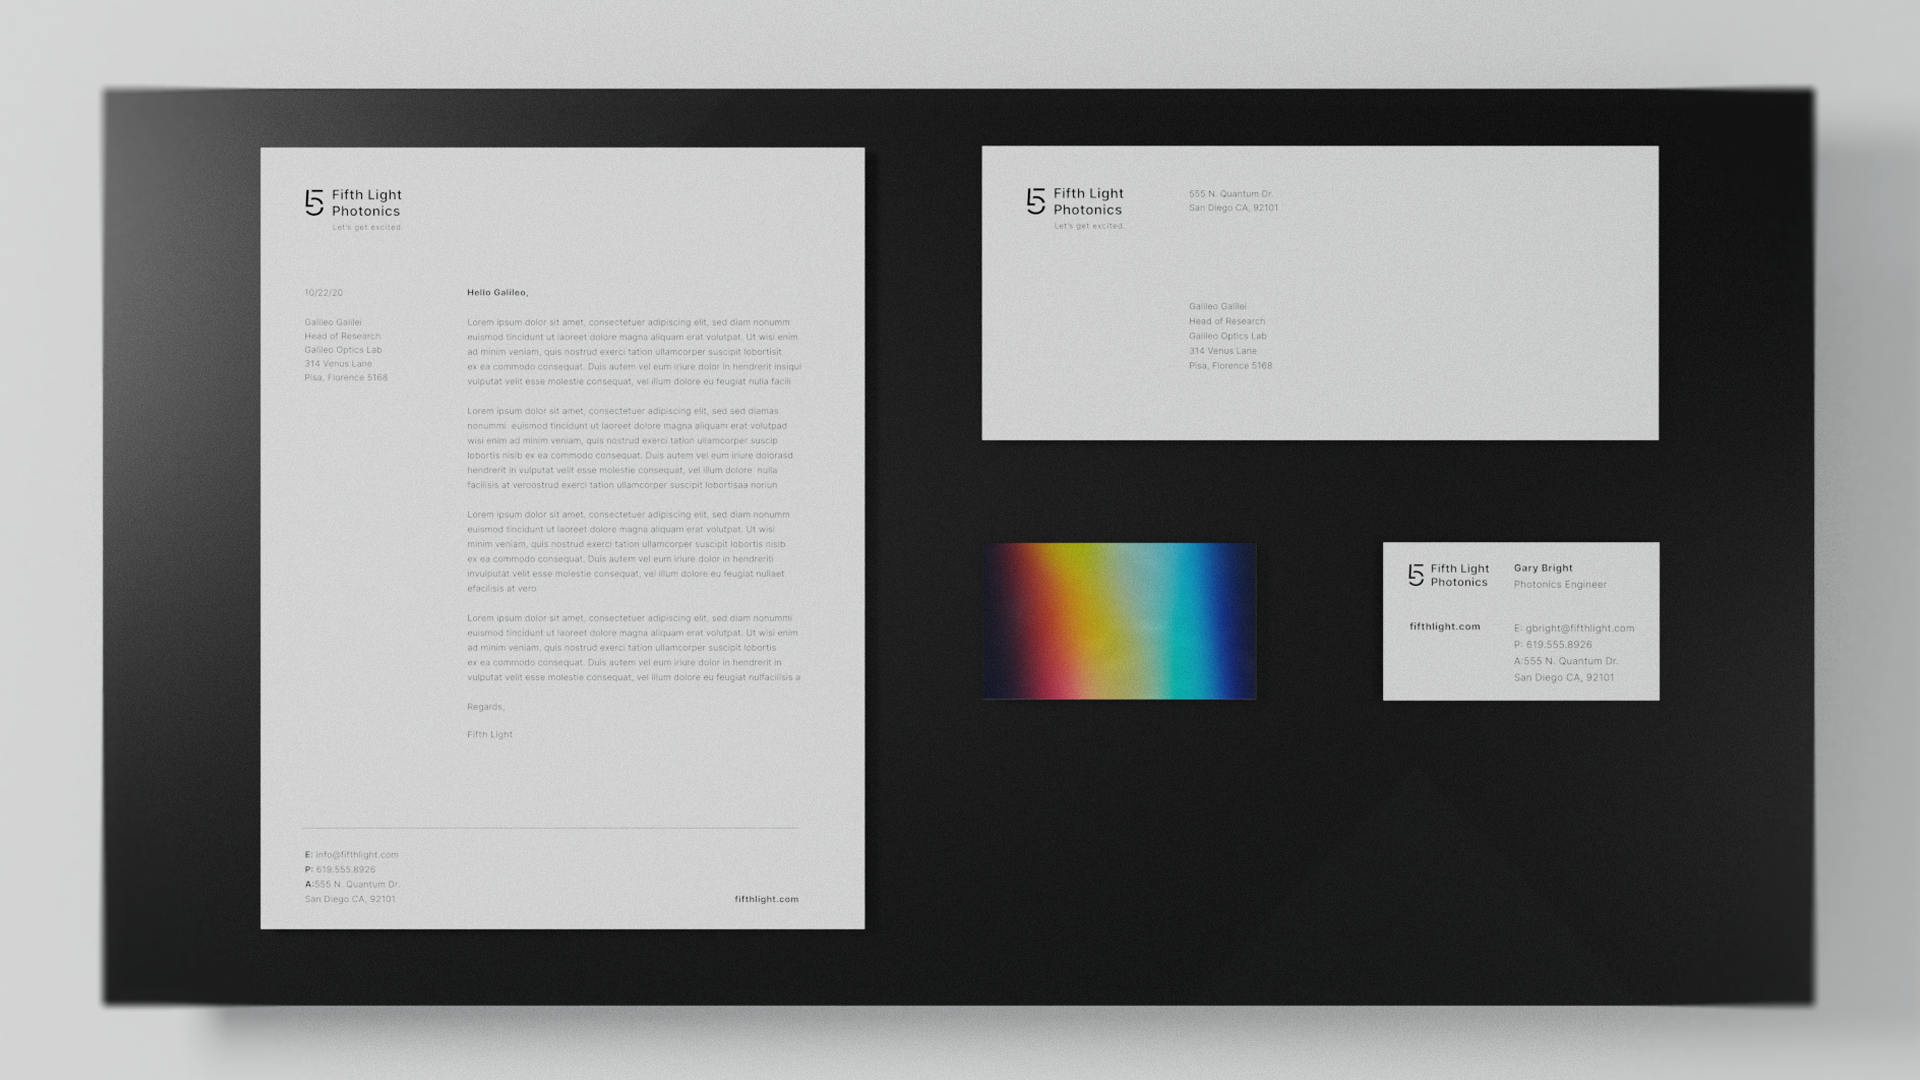 5 Fifth Light
Photonics
Let's get excited.
10/22/20
Galileo Galilei
Head of Research
Galileo Optics Lab
314 Venus Lane
Pisa, Florence 5168
Hello Galileo,
Lorem ipsum dolor sit amet, consectetuer adipiscing elit, sed diam nonumm
euismod tincidunt ut laoreet dolore magna aliquam erat volutpat. Ut wisi enim
ad minim veniam, quis nostrud exerci tation ullamcorper suscipit lobortisit
ex ea commodo consequat. Duis autem vel eum iriure dolor in hendrerit insiqui
vulputat velit esse molestie consequat, vel illum dolore eu feugiat nulla facili
Lorem ipsum dolor sit amet, consectetuer adipiscing elit, sed sed diamas
nonummi euismod tincidunt ut laoreet dolore magna aliquam erat volutpad
wisi enim ad minim veniam, quis nostrud exerci tation ullamcorper suscip
lobortis nislb ex ea commodo consequat. Duis autem vel eum iriure dolorasd
hendrerit in vulputat velit esse molestie consequat, vel illum dolore nulla
facilisis at veroostrud exerci tation ullamcorper suscipit lobortisaa noriun
Lorem ipsum dolor sit amet, consectetuer adipiscing elit, sed diam nonumm
euismod tincidunt ut laoreet dolore magna aliquam erat volutpat. Ut wisi
minim veniam, quis nostrud exerci tation ullamcorper suscipit lobortis nislb
ex ea commodo consequat. Duis autem vel eum iriure dolor in hendreriti
invulputat velit esse molestie consequat, vel illum dolore eu feugiat nullaet
efacilisis at vero
Lorem ipsum dolor sit amet, consectetuer adipiscing elit, sed diam nonummi
euismod tincidunt ut laoreet dolore magna aliquam erat volutpat. Ut wisi enim
ad minim veniam, quis nostrud exerci tation ullamcorper suscipit lobortis
ex ea commodo consequat. Duis autem vel eum iriure dolor in hendrerit in
vulputat velit esse molestie consequat, vel illum dolore eu feugiat nulfacilisis a
Regards,
Fifth Light
E: info@fifthlight.com
P: 619.555.8926
A:555 N. Quantum Dr.
San Diego CA, 92101
fifthlight.com
5 Fifth Light
Photonics
Let's get excited.
555 N. Quantum Dr.
San Diego CA, 92101
Galileo Galilei
Head of Research
Galileo Optics Lab
314 Venus Lane
Pisa, Florence 5168
5 Fifth Light
Photonics
fifthlight.com
Gary Bright
Photonics Engineer
E: gbright@fifthlight.com
P: 619.555.8926
A:555 N. Quantum Dr.
San Diego CA, 92101